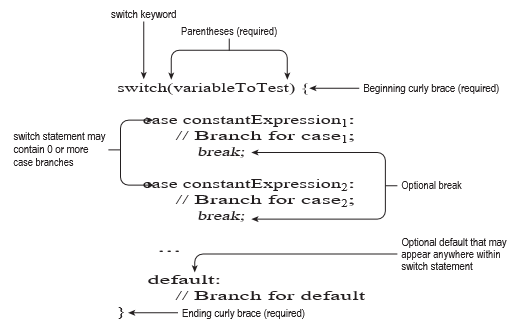 switch keyword
Parentheses (required)
switch(variableToTest) {
Beginning curly brace (required)
case constantExpression₁:
// Branch for case₁;
break;
switch statement may
contain 0 or more
case branches
case constantExpression₂:
// Branch for case₂;
break;
Optional break
...
Optional default that may
appear anywhere within
switch statement
default:
// Branch for default
}
Ending curly brace (required)